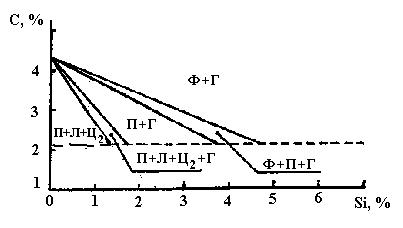 С, %
Ф+Г
4
3
П+Л+Ц2
П+Г
2
П+Л+Ц2+Г
Ф+П+Г
1
0 1 2 3 4 5 6 Si, %